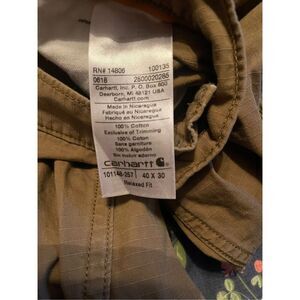 RN# 14806 100135
0618 2800020285
Carhartt, Inc. P. O. Box 600
Dearborn, MI 48121 USA
Carhartt.com
Made in Nicaragua
Fabriqué au Nicaragua
Hecho en Nicaragua
100% Cotton
Exclusive of Trimming
100% Coton
Sans garniture
100% Algodón
Sin incluir adorno
carhartt
101148-257 40 X 30
Relaxed Fit